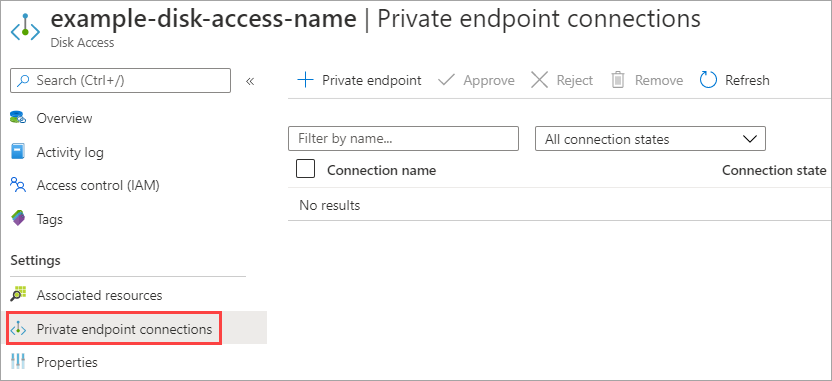 example-disk-access-name | Private endpoint connections
Disk Access
Search (Ctrl+/)
«
Private endpoint
Approve
Reject
Remove
Refresh
Overview
Activity log
Access control (IAM)
Tags
Settings
Associated resources
Private endpoint connections
Properties
Filter by name...
All connection states
Connection name
Connection state
No results